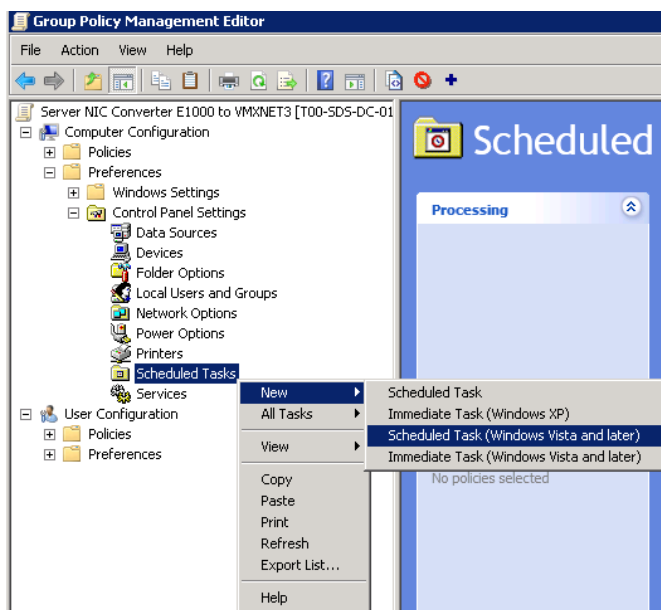 Group Policy Management Editor
File Action View Help
Server NIC Converter E1000 to VMXNET3 [T00-SDS-DC-01
Computer Configuration
Policies
Preferences
Windows Settings
Control Panel Settings
Data Sources
Devices
Folder Options
Local Users and Groups
Network Options
Power Options
Printers
Scheduled Tasks
Services
User Configuration
Policies
Preferences
Scheduled
Processing
New
All Tasks
View
Copy
Paste
Print
Refresh
Export List...
Help
Scheduled Task
Immediate Task (Windows XP)
Scheduled Task (Windows Vista and later)
Immediate Task (Windows Vista and later)
No policies selected